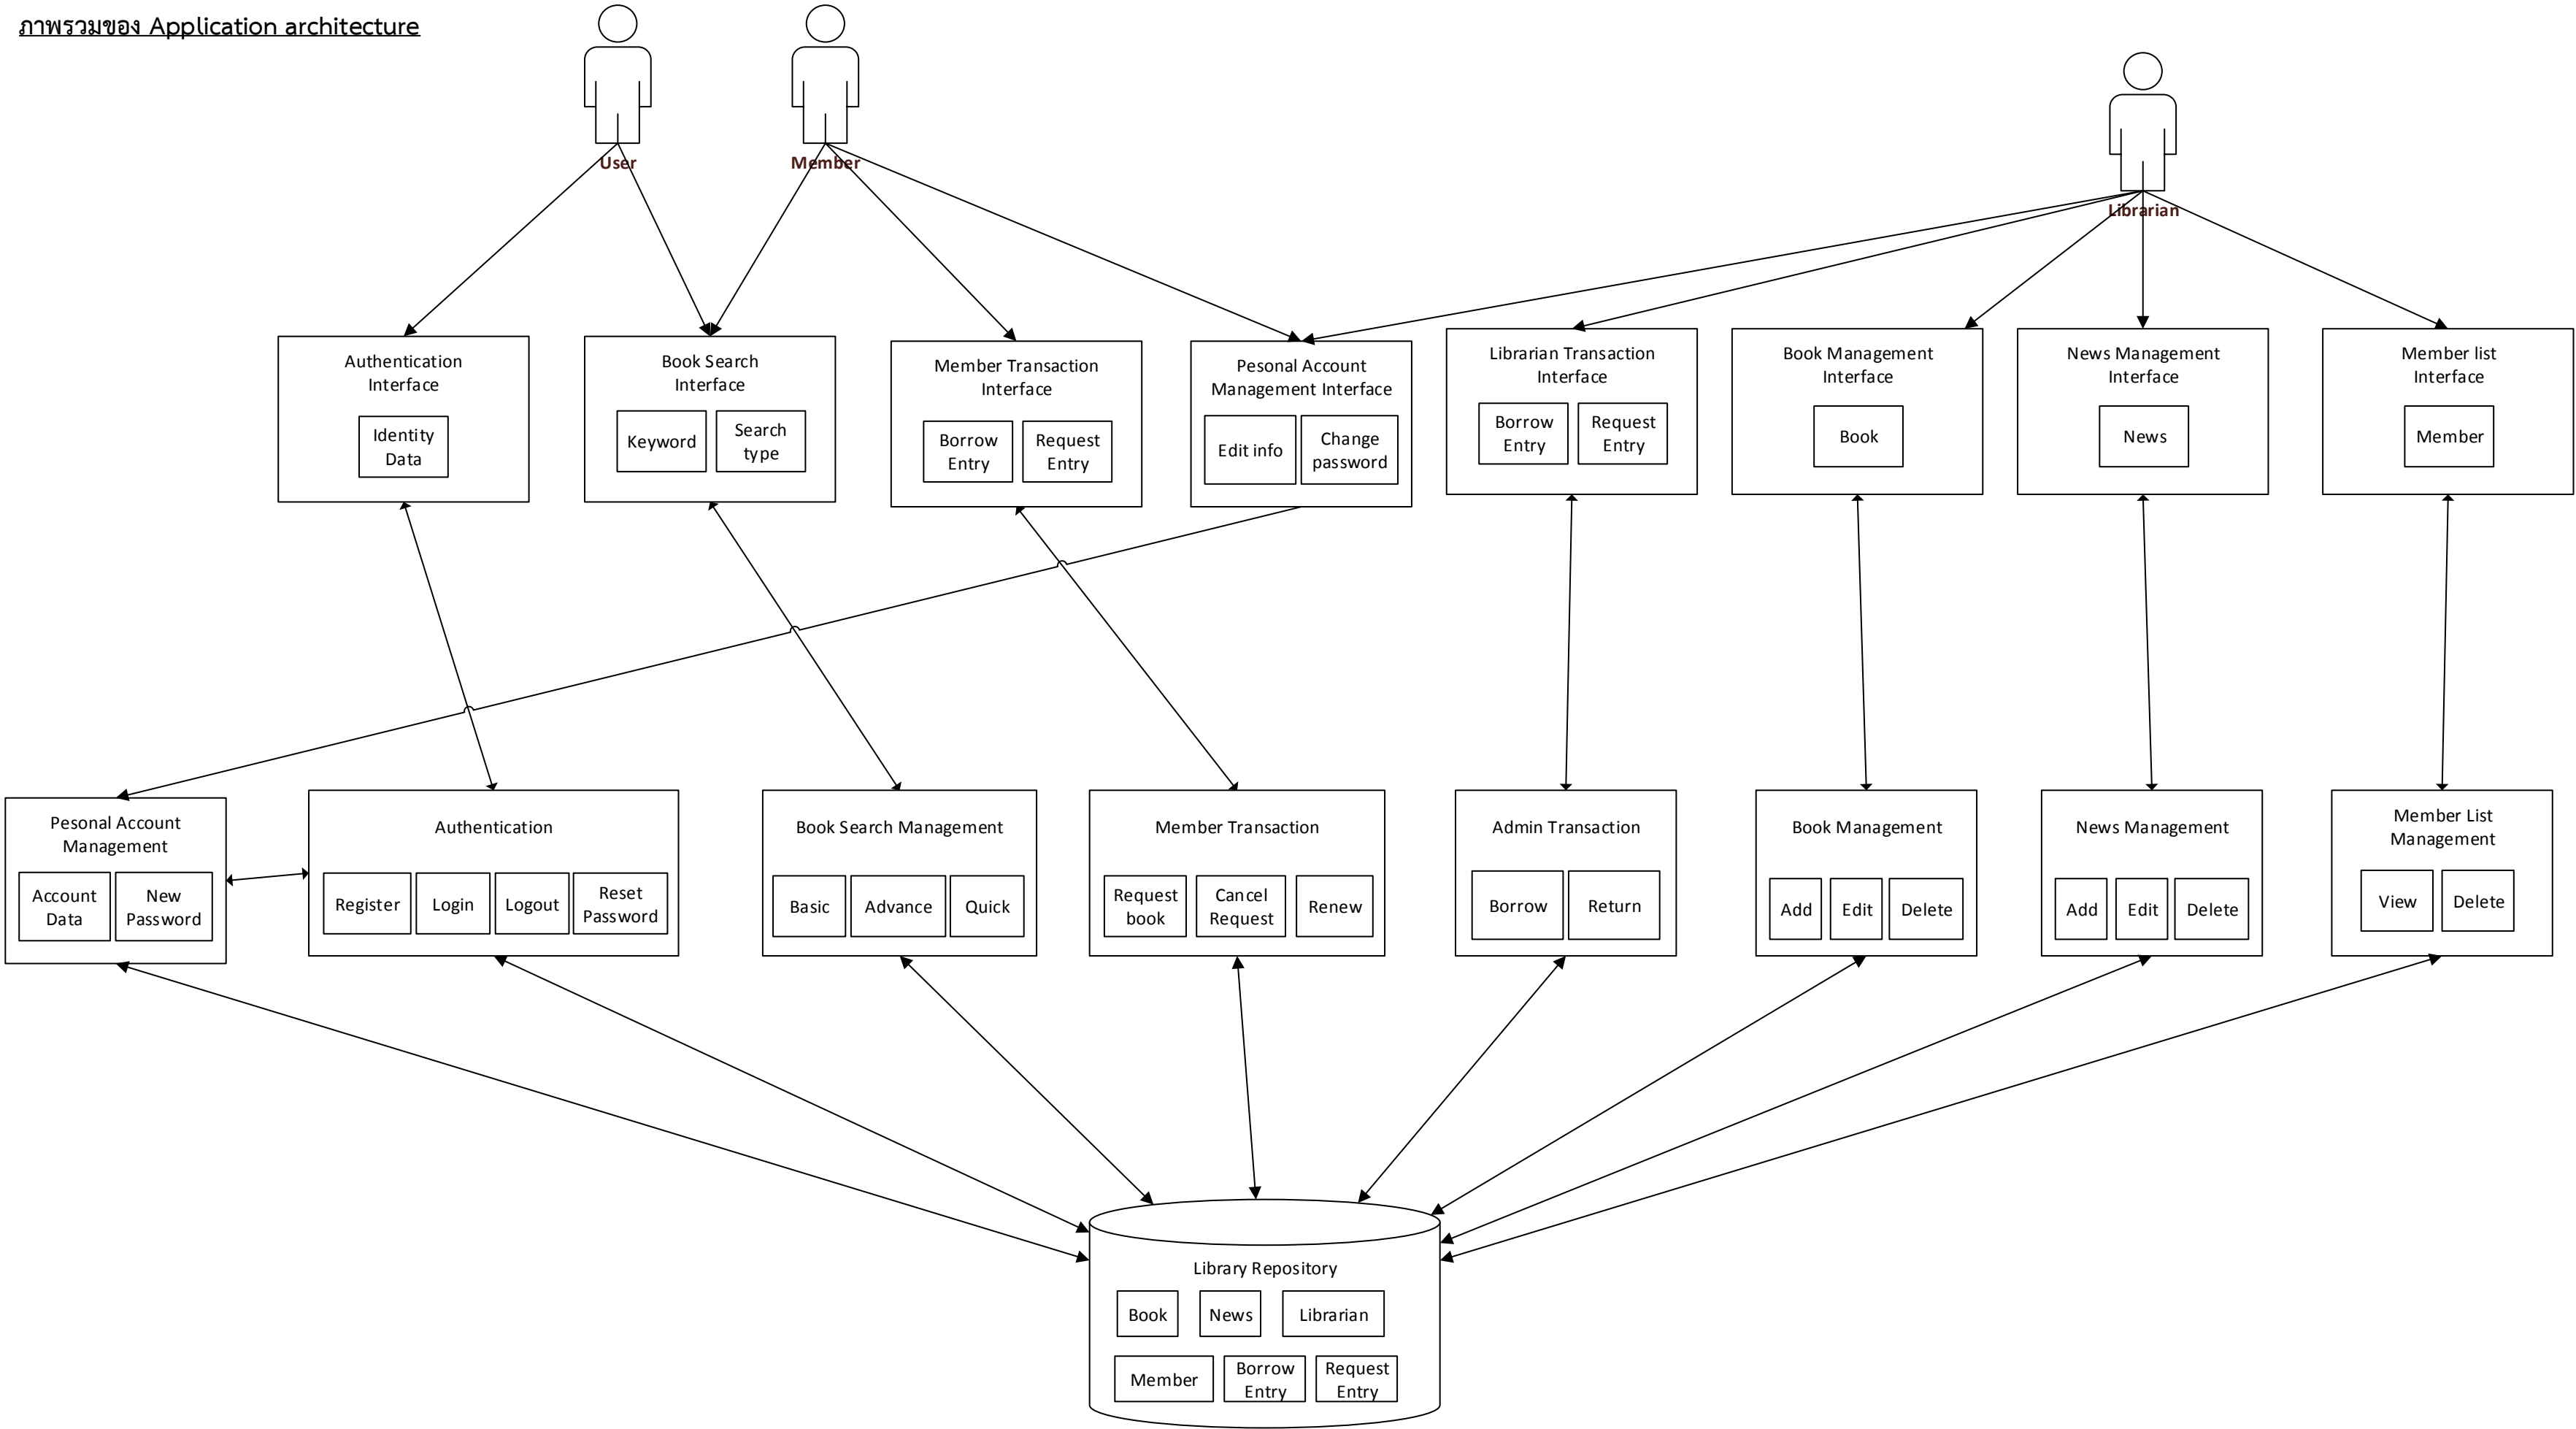 ภาพรวมของ Application architecture
User
Member
Librarian
Authentication
Interface
Identity
Data
Book Search
Interface
Keyword
Search
type
Member Transaction
Interface
Borrow
Entry
Request
Entry
Pesonal Account
Management Interface
Edit info
Change
password
Librarian Transaction
Interface
Borrow
Entry
Request
Entry
Book Management
Interface
Book
News Management
Interface
News
Member list
Interface
Member
Pesonal Account
Management
Account
Data
New
Password
Authentication
Register
Login
Logout
Reset
Password
Book Search Management
Basic
Advance
Quick
Member Transaction
Request
book
Cancel
Request
Renew
Admin Transaction
Borrow
Return
Book Management
Add
Edit
Delete
News Management
Add
Edit
Delete
Member List
Management
View
Delete
Library Repository
Book
News
Librarian
Member
Borrow
Entry
Request
Entry